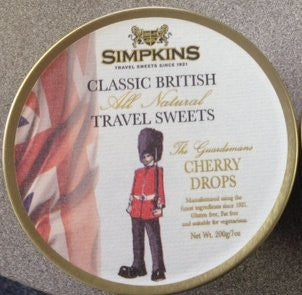 SIMPKINS
TRAVEL SWEETS SINCE 1921
CLASSIC BRITISH
All Natural
TRAVEL SWEETS
The Guardsmans
CHERRY
DROPS
Manufactured using the
finest ingredients since 1921.
Gluten free, Fat free
and suitable for vegetarians.
Net Wt. 200g/7oz